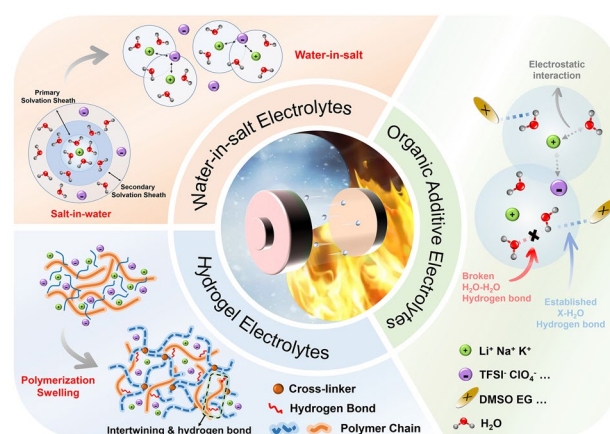 Water-in-salt
Primary
Solvation Sheath
Secondary
Solvation Sheath
Salt-in-water
Water-in-salt Electrolytes
Organic Additive Electrolytes
Hydrogel Electrolytes
Electrostatic
interaction
X
X
Broken
H₂O-H₂O
Hydrogen bond
Established
X-H₂O
Hydrogen bond
Polymerization
Swelling
Intertwining & hydrogen bond
Cross-linker
Hydrogen Bond
Polymer Chain
+ Li⁺ Na⁺ K⁺
- TFSI⁻ ClO₄⁻ ...
X DMSO EG ...
H₂O